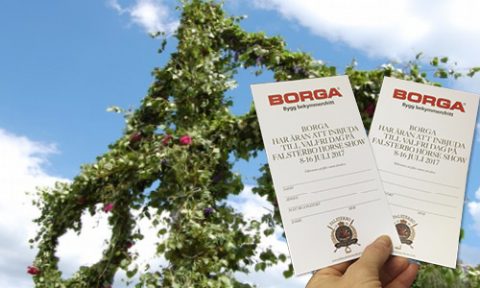 BORGA
Bygg bekymmersfritt
BORGA
HAR ÄRAN ATT INBJUDA
TILL VALFRI DAG PÅ
FALSTERBO HORSE SHOW
8-16 JULI 2017
FALSTERBO
BORGA
Bygg bekymmersfritt
BORGA
HAR ÄRAN ATT INBJUDA
TILL VALFRI DAG PÅ
FALSTERBO HORSE SHOW
8-16 JULI 2017